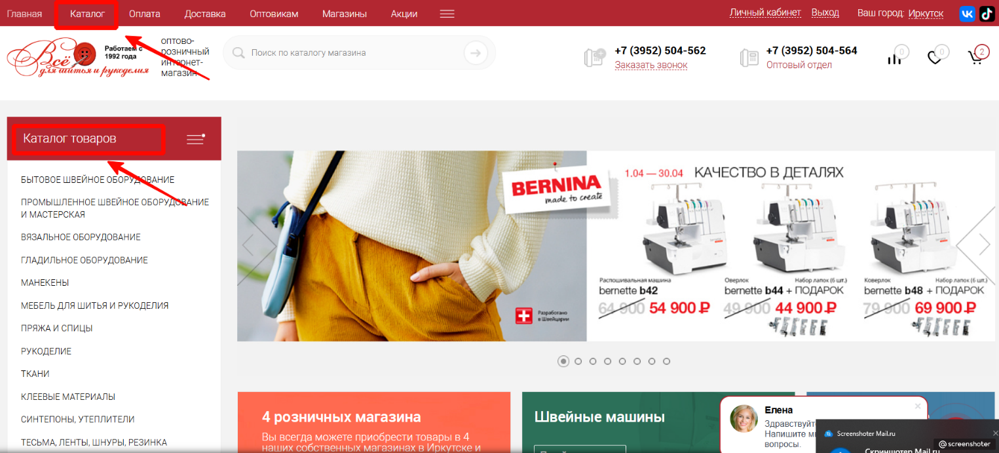 Главная Каталог Оплата Доставка Оптовикам Магазины Акции
Личный кабинет Выход Ваш город: Иркутск
Всё
для шитья и рукоделия
Работаем с
1992 года
оптово-
розничный
интернет-
магазин
Поиск по каталогу магазина
+7 (3952) 504-562
Заказать звонок
+7 (3952) 504-564
Оптовый отдел
0
0
2
Каталог товаров
БЫТОВОЕ ШВЕЙНОЕ ОБОРУДОВАНИЕ
ПРОМЫШЛЕННОЕ ШВЕЙНОЕ ОБОРУДОВАНИЕ
И МАСТЕРСКАЯ
ВЯЗАЛЬНОЕ ОБОРУДОВАНИЕ
ГЛАДИЛЬНОЕ ОБОРУДОВАНИЕ
МАНЕКЕНЫ
МЕБЕЛЬ ДЛЯ ШИТЬЯ И РУКОДЕЛИЯ
ПРЯЖА И СПИЦЫ
РУКОДЕЛИЕ
ТКАНИ
КЛЕЕВЫЕ МАТЕРИАЛЫ
СИНТЕПОНЫ, УТЕПЛИТЕЛИ
ТЕСЬМА, ЛЕНТЫ, ШНУРЫ, РЕЗИНКА
BERNINA
made to create
1.04 — 30.04 КАЧЕСТВО В ДЕТАЛЯХ
Разработано
в Швейцарии
Распошивальная машина
bernette b42
64 900 54 900 ₽
Оверлок Набор лапок (6 шт.)
bernette b44 + ПОДАРОК
49 900 44 900 ₽
Коверлок Набор лапок (6 шт.)
bernette b48 + ПОДАРОК
79 900 69 900 ₽
4 розничных магазина
Вы всегда можете приобрести товары в 4
наших собственных магазинах в Иркутске и
Швейные машины
Елена
Здравствуйт
Напишите м
вопросы.
Screenshoter Mail.ru
Скриншотер Mail.ru
@screenshoter